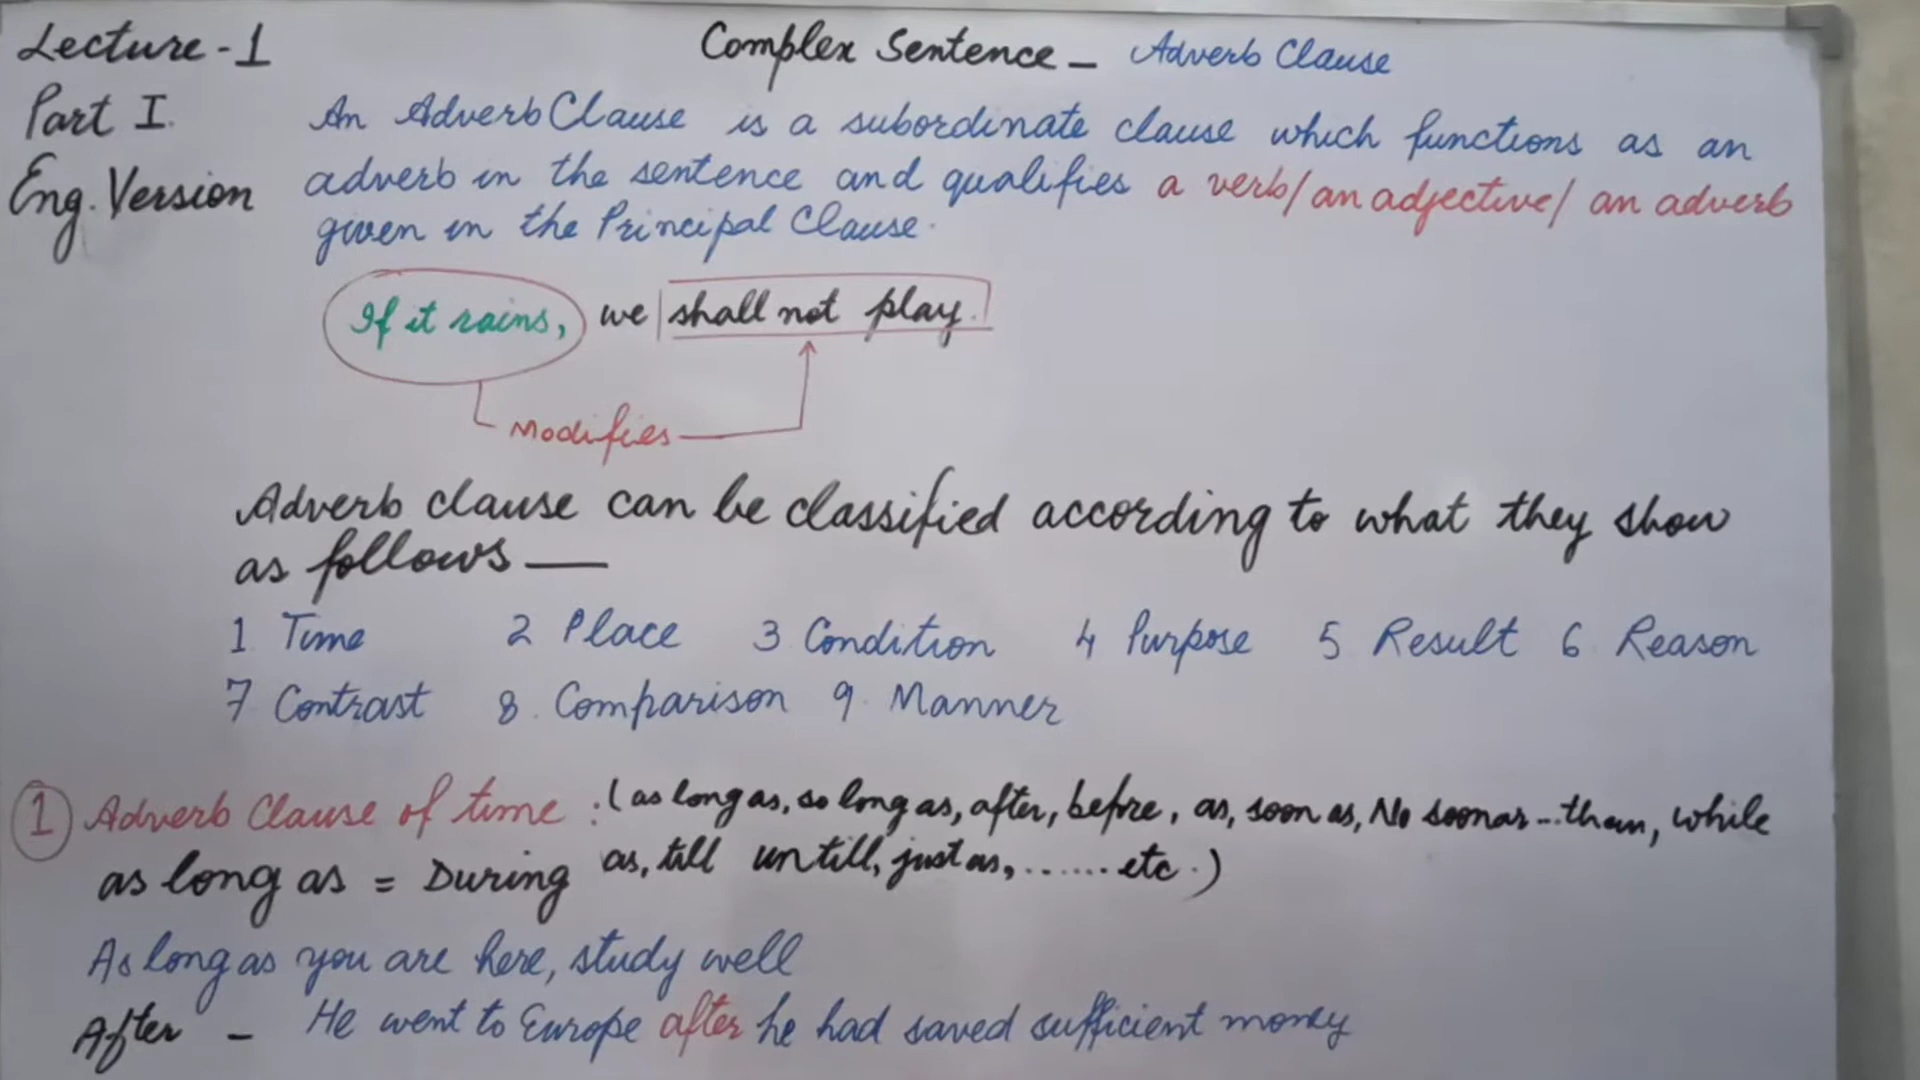 Lecture-1
Complex Sentence – Adverb Clause
Part I.
Eng. Version
An Adverb Clause is a subordinate clause which functions as an
adverb in the sentence and qualifies a verb/an adjective/ an adverb
given in the Principal Clause.
If it rains, we shall not play.
Modifies
Adverb clause can be classified according to what they show
as follows —
1 Time 2 Place 3 Condition 4 Purpose 5 Result 6 Reason
7 Contrast 8. Comparison 9. Manner
1 Adverb Clause of time : (as long as, so long as, after, before, as, soon as, No soonar...than, while
as, till untill, just as, ...... etc.)
as long as = During
As long as you are here, study well
After – He went to Europe after he had saved sufficient money